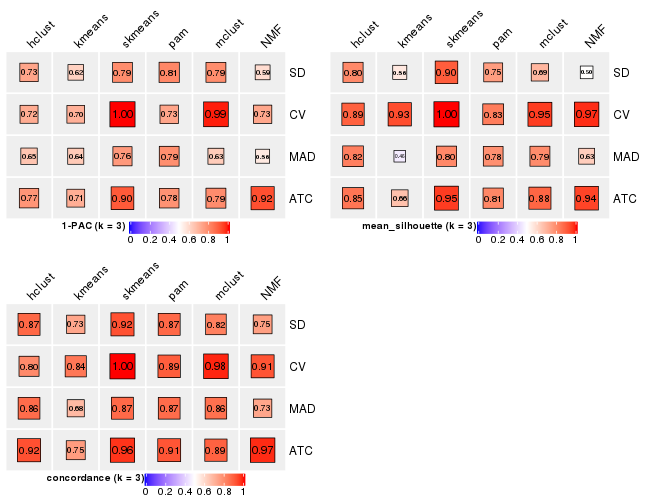 hclust kmeans skmeans pam mclust NMF
0.73 0.62 0.79 0.81 0.79 0.59 SD
0.72 0.70 1.00 0.73 0.99 0.73 CV
0.65 0.64 0.76 0.79 0.63 0.56 MAD
0.77 0.71 0.90 0.78 0.79 0.92 ATC
1-PAC (k = 3)
0 0.2 0.4 0.6 0.8 1
hclust kmeans skmeans pam mclust NMF
0.80 0.56 0.90 0.75 0.69 0.50 SD
0.89 0.93 1.00 0.83 0.95 0.97 CV
0.82 0.80 0.78 0.79 0.63 MAD
0.85 0.66 0.95 0.81 0.88 0.94 ATC
mean_silhouette (k = 3)
0 0.2 0.4 0.6 0.8 1
hclust kmeans skmeans pam mclust NMF
0.87 0.73 0.92 0.87 0.82 0.75 SD
0.80 0.84 1.00 0.89 0.98 0.91 CV
0.86 0.68 0.87 0.87 0.86 0.73 MAD
0.92 0.75 0.96 0.91 0.89 0.97 ATC
concordance (k = 3)
0 0.2 0.4 0.6 0.8 1